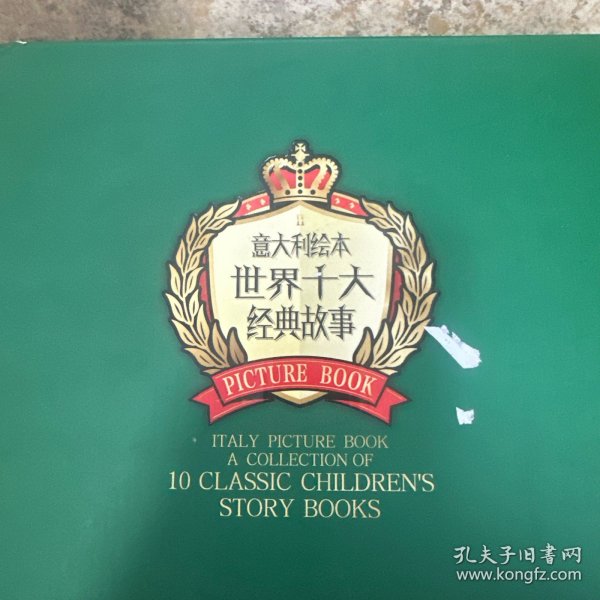 意大利绘本
世界十大
经典故事
PICTURE BOOK
ITALY PICTURE BOOK
A COLLECTION OF
10 CLASSIC CHILDREN'S
STORY BOOKS
孔夫子旧书网
www.kongfz.com